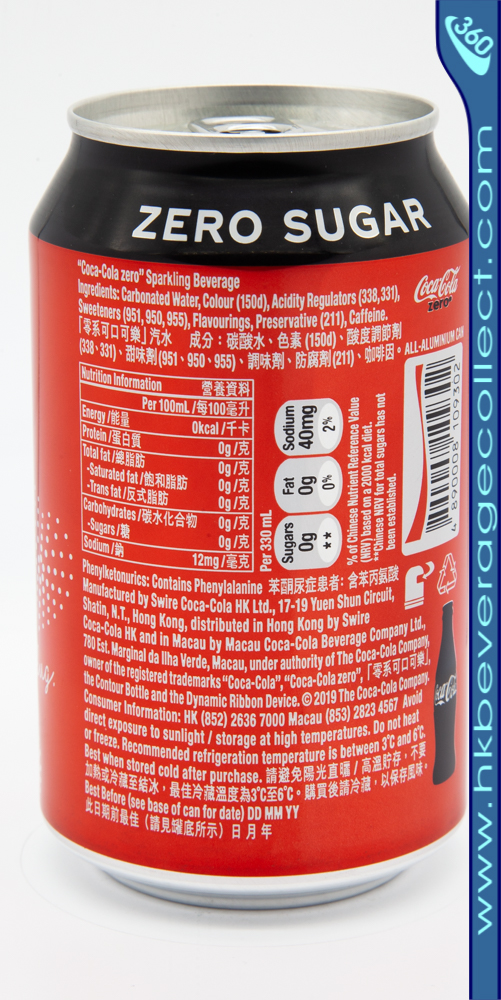 360
www.hkbeveragecollect.com
ZERO SUGAR
"Coca-Cola zero" Sparkling Beverage
Ingredients: Carbonated Water, Colour (150d), Acidity Regulators (338,331),
Sweeteners (951, 950, 955), Flavourings, Preservative (211), Caffeine.
「零系可口可樂」汽水 成分：碳酸水、色素 (150d)、酸度調節劑
(338、331)、甜味劑(951、950、955)、調味劑、防腐劑(211)、咖啡因。
Coca-Cola
zero
ALL-ALUMINIUM CAN
Nutrition Information 營養資料
Per 100mL /每100毫升
Energy /能量 0kcal /千卡
Protein /蛋白質 0g /克
Total fat /總脂肪 0g /克
-Saturated fat /飽和脂肪 0g /克
-Trans fat /反式脂肪 0g /克
Carbohydrates /碳水化合物 0g /克
-Sugars /糖 0g /克
Sodium /鈉 12mg /毫克
Per 330 mL
Sodium 40mg 2%
Fat 0g 0%
Sugars 0g **
% of Chinese Nutrient Reference Value
(NRV) based on a 2000 kcal diet.
**Chinese NRV for total sugars has not
been established.
4 890008 109302
Phenylketonurics: Contains Phenylalanine 苯酮尿症患者: 含苯丙氨酸
Manufactured by Swire Coca-Cola HK Ltd., 17-19 Yuen Shun Circuit,
Shatin, N.T., Hong Kong, distributed in Hong Kong by Swire
Coca-Cola HK and in Macau by Macau Coca-Cola Beverage Company Ltd.,
780 Est. Marginal da Ilha Verde, Macau, under authority of The Coca-Cola Company,
owner of the registered trademarks "Coca-Cola", "Coca-Cola zero", 「零系可口可樂」,
the Contour Bottle and the Dynamic Ribbon Device. © 2019 The Coca-Cola Company.
Consumer Information: HK (852) 2636 7000 Macau (853) 2823 4567 Avoid
direct exposure to sunlight / storage at high temperatures. Do not heat
or freeze. Recommended refrigeration temperature is between 3°C and 6°C.
Best when stored cold after purchase. 請避免陽光直曬 / 高溫貯存，不要
加熱或冷藏至結冰，最佳冷藏溫度為3°C至6°C。購買後請冷藏，以保存風味。
Best Before (see base of can for date) DD MM YY
此日期前最佳（請見罐底所示）日 月 年
Coca-Cola